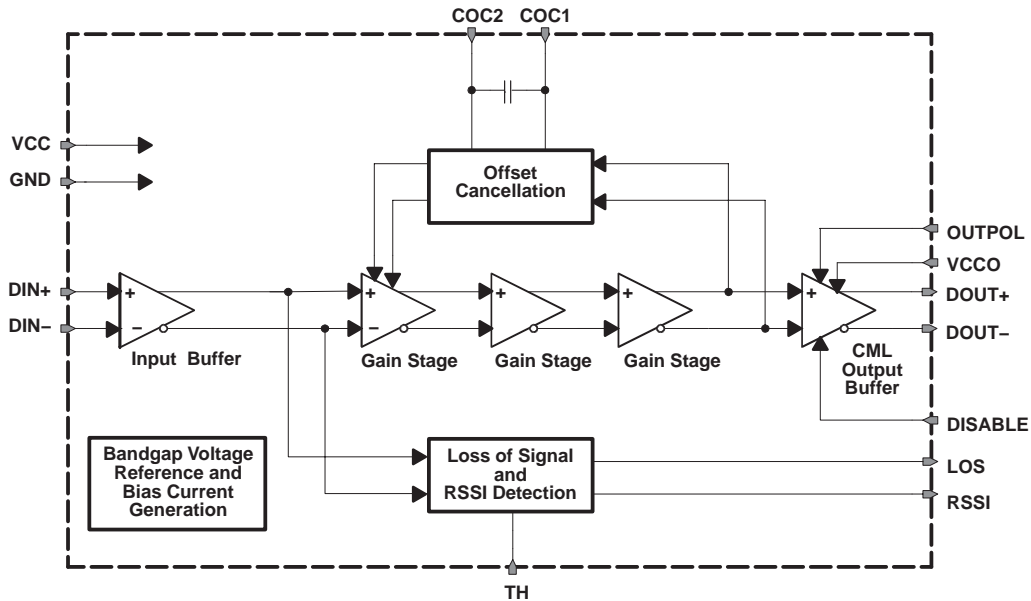 COC2 COC1
VCC
GND
Offset
Cancellation
OUTPOL
VCCO
DIN+
DIN–
+
–
+
–
+
+
+
DOUT+
DOUT–
Input Buffer
Gain Stage
Gain Stage
Gain Stage
CML
Output
Buffer
DISABLE
Bandgap Voltage
Reference and
Bias Current
Generation
Loss of Signal
and
RSSI Detection
LOS
RSSI
TH